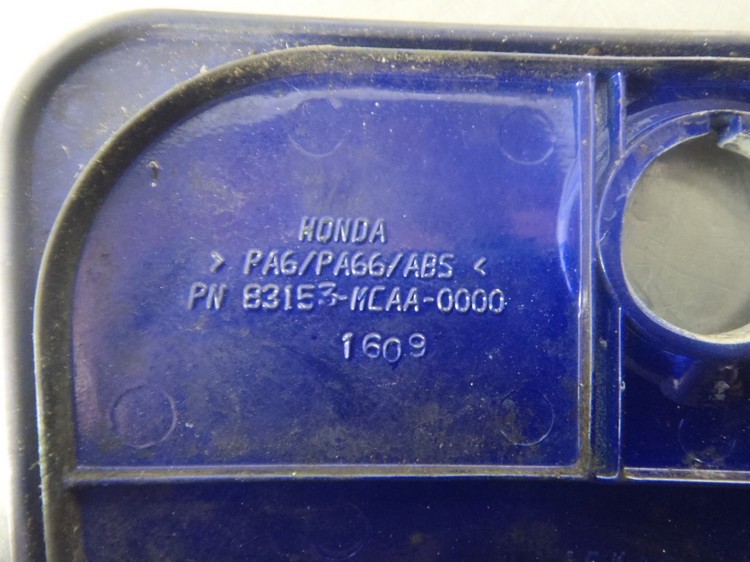 HONDA
> PA6/PA66/ABS <
PN 83153-MCAA-0000
1609